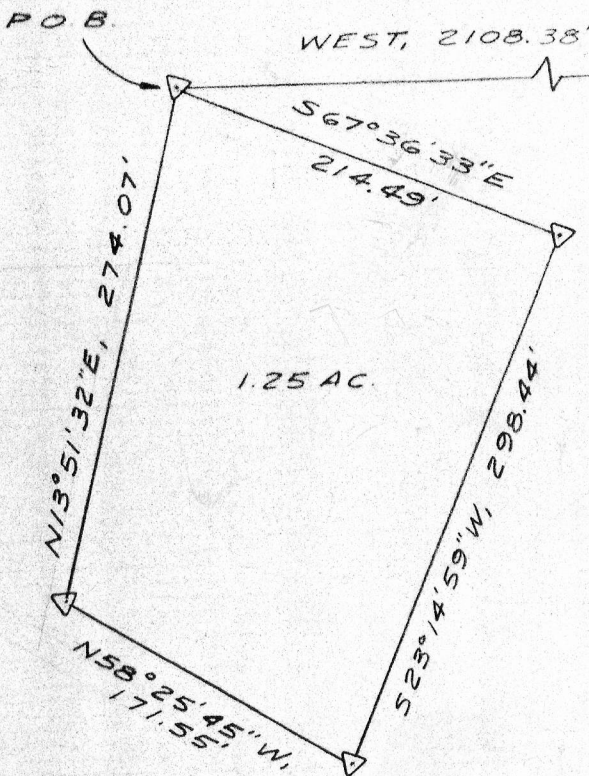 P.O.B.
WEST, 2108.38'
S67°36'33"E
214.49'
N13°51'32"E, 274.07'
1.25 AC.
S23°14'59"W, 298.44'
N58°25'45"W,
171.55'